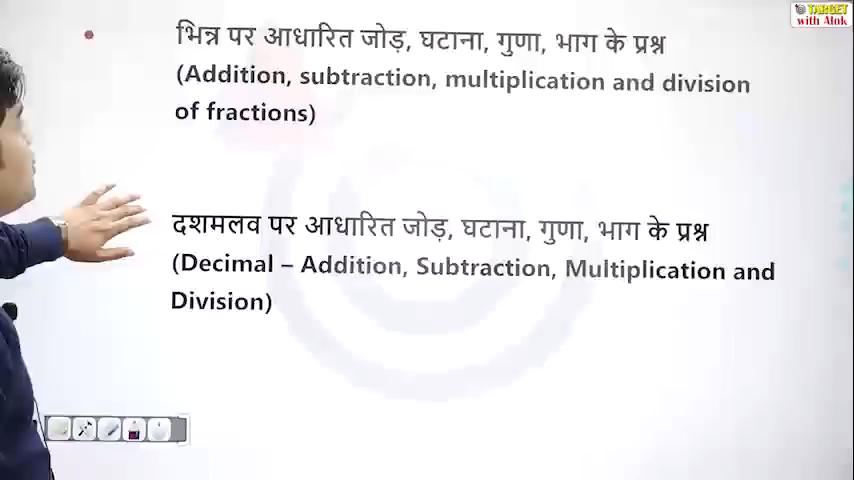 TARGET
with Alok
भिन्न पर आधारित जोड़, घटाना, गुणा, भाग के प्रश्न
(Addition, subtraction, multiplication and division
of fractions)
दशमलव पर आधारित जोड़, घटाना, गुणा, भाग के प्रश्न
(Decimal – Addition, Subtraction, Multiplication and
Division)